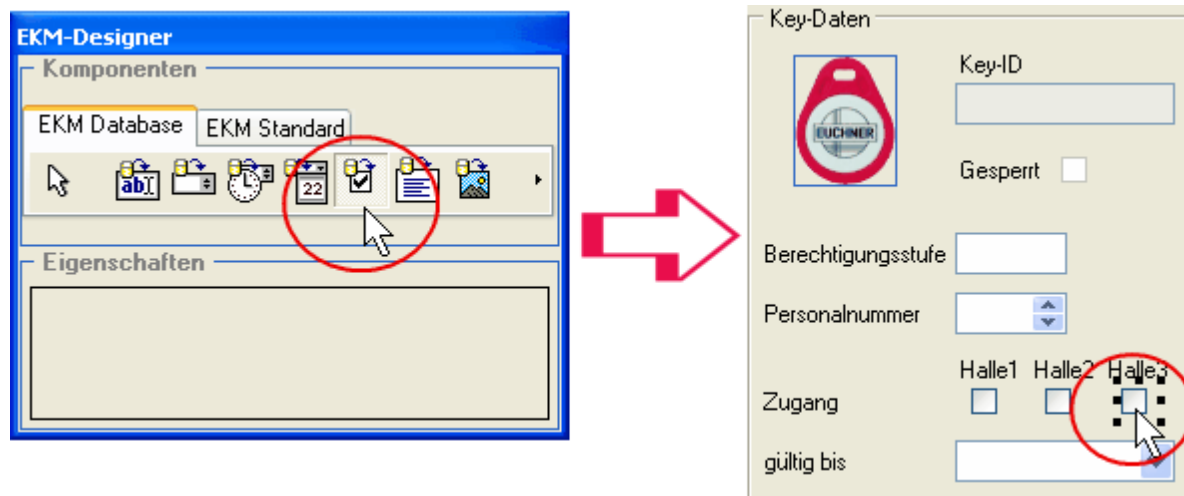 EKM-Designer
Komponenten
EKM Database EKM Standard
abI
22
Eigenschaften
Key-Daten
Key-ID
EUCHNER
Gesperrt
Berechtigungsstufe
Personalnummer
Halle1 Halle2 Halle3
Zugang
gültig bis